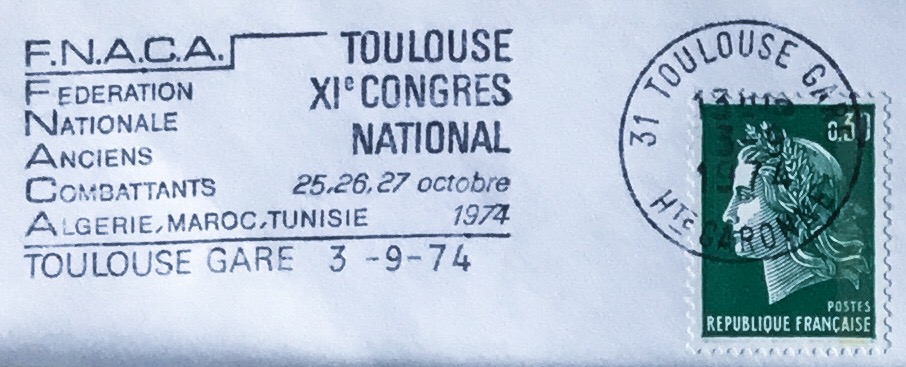 F.N.A.C.A.
FEDERATION
NATIONALE
ANCIENS
COMBATTANTS
ALGERIE, MAROC, TUNISIE
TOULOUSE
XIe CONGRES
NATIONAL
25, 26, 27 octobre
1974
TOULOUSE GARE 3 -9-74
31 TOULOUSE GARE
HTE GARONNE
0,30
POSTES
REPUBLIQUE FRANÇAISE